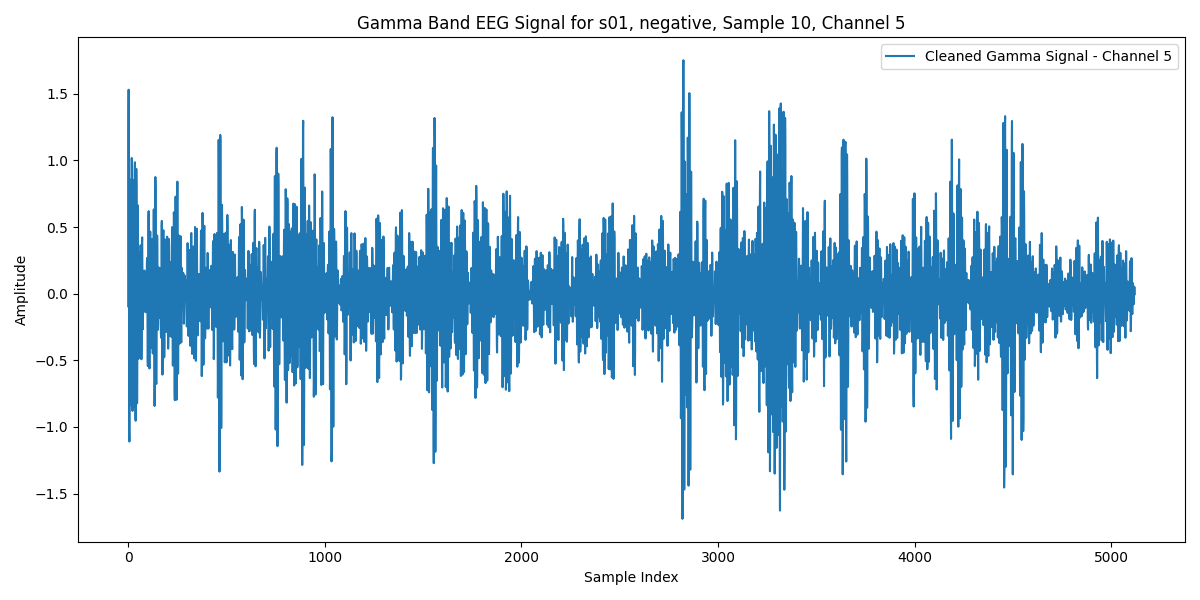 Gamma Band EEG Signal for s01, negative, Sample 10, Channel 5
Cleaned Gamma Signal - Channel 5
1.5
1.0
0.5
0.0
−0.5
−1.0
−1.5
Amplitude
0 1000 2000 3000 4000 5000
Sample Index